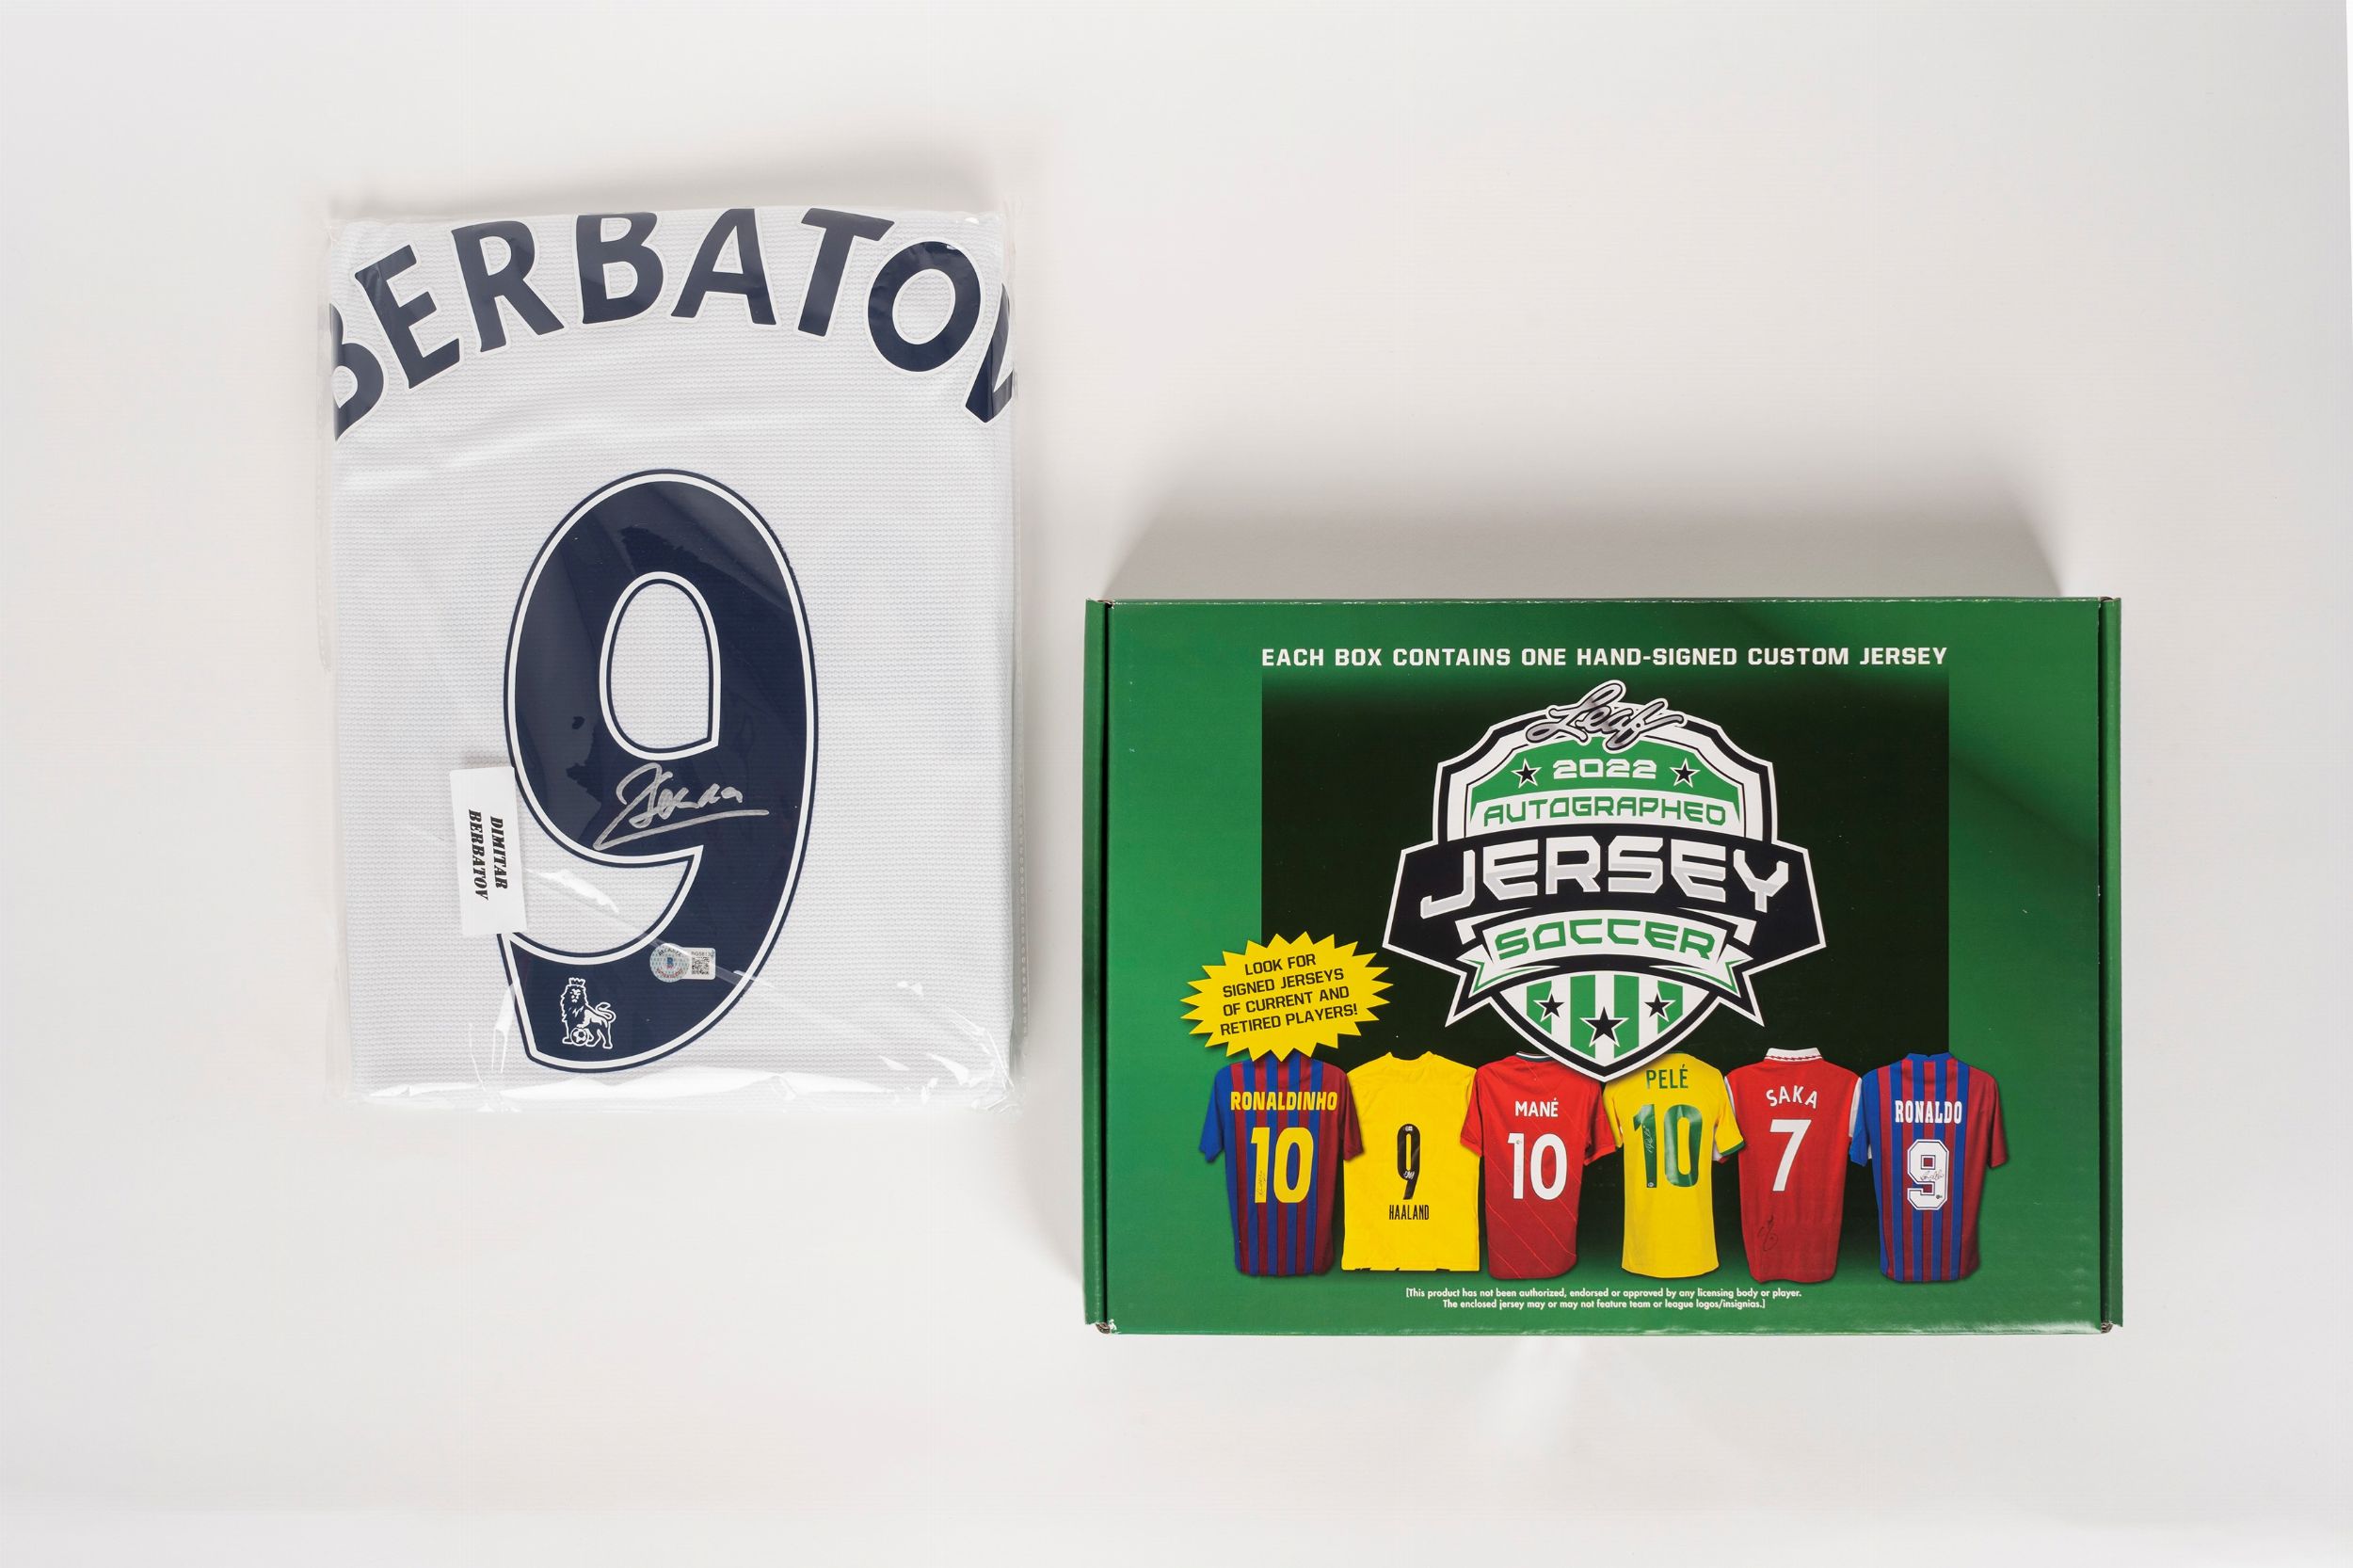 BERBATOV
9
DIMITAR
BERBATOV
EACH BOX CONTAINS ONE HAND-SIGNED CUSTOM JERSEY
Leaf
2022
AUTOGRAPHED
JERSEY
SOCCER
LOOK FOR
SIGNED JERSEYS
OF CURRENT AND
RETIRED PLAYERS!
RONALDINHO
10
9
HAALAND
MANÉ
10
PELÉ
10
SAKA
7
RONALDO
9
[This product has not been authorized, endorsed or approved by any licensing body or player.
The enclosed jersey may or may not feature team or league logos/insignias.]